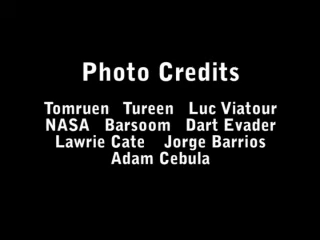 Photo Credits
Tomruen Tureen Luc Viatour
NASA Barsoom Dart Evader
Lawrie Cate Jorge Barrios
Adam Cebula